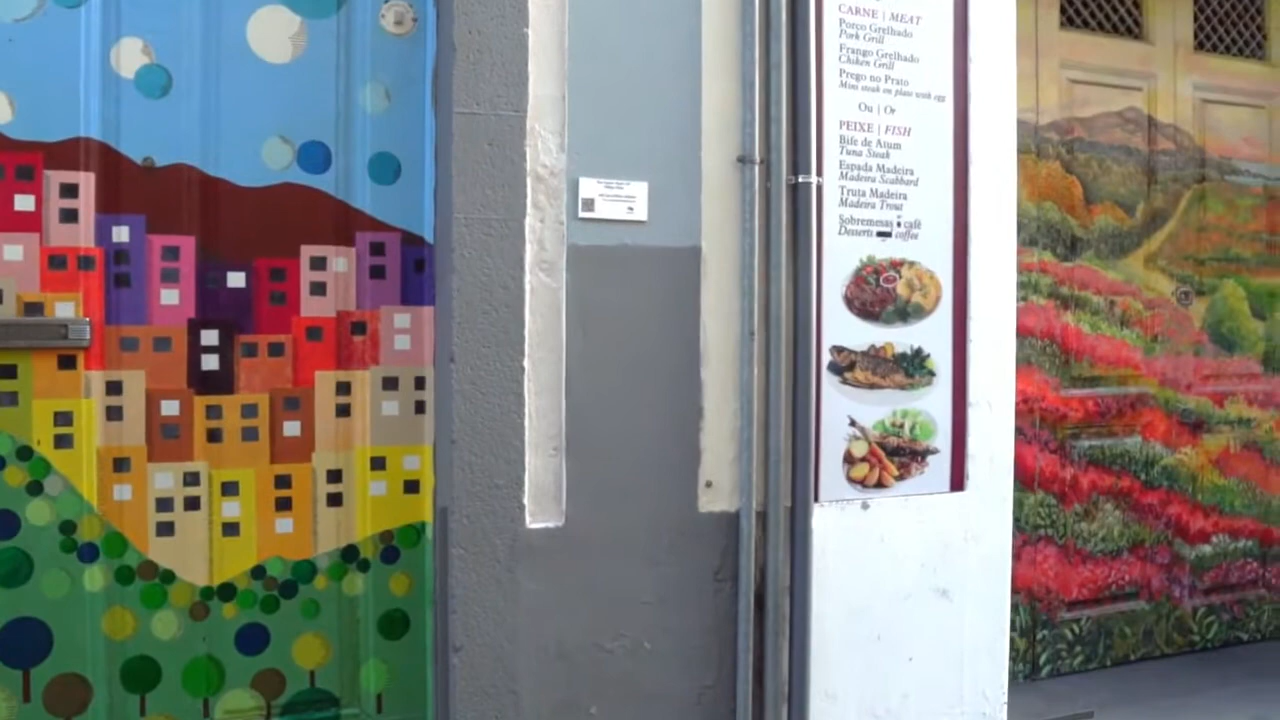 CARNE | MEAT
Porco Grelhado
Pork Grill
Frango Grelhado
Chiken Grill
Prego no Prato
Mini steak on plate with egg
Ou | Or
PEIXE | FISH
Bife de Atum
Tuna Steak
Espada Madeira
Madeira Scabbard
Truta Madeira
Madeira Trout
Sobremesas café
Desserts coffee